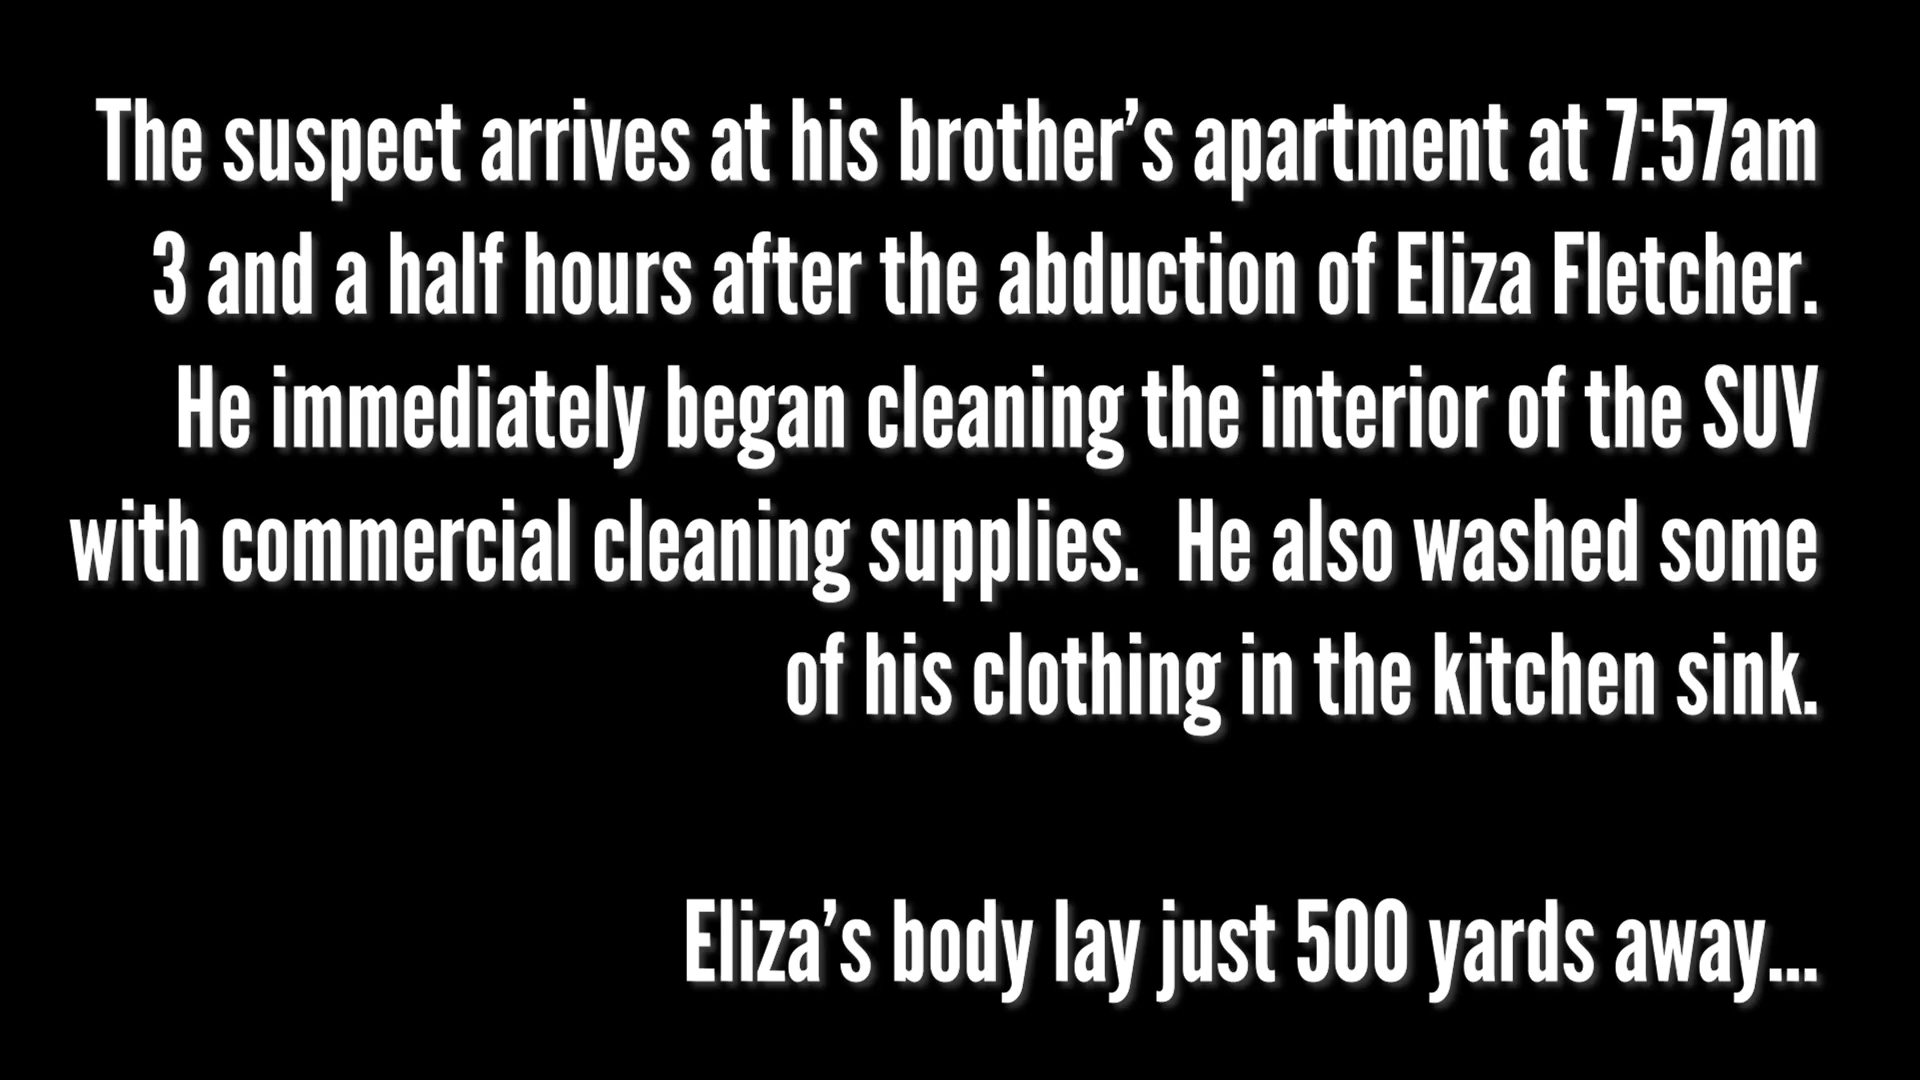 The suspect arrives at his brother’s apartment at 7:57am
3 and a half hours after the abduction of Eliza Fletcher.
He immediately began cleaning the interior of the SUV
with commercial cleaning supplies.  He also washed some
of his clothing in the kitchen sink.
Eliza’s body lay just 500 yards away...